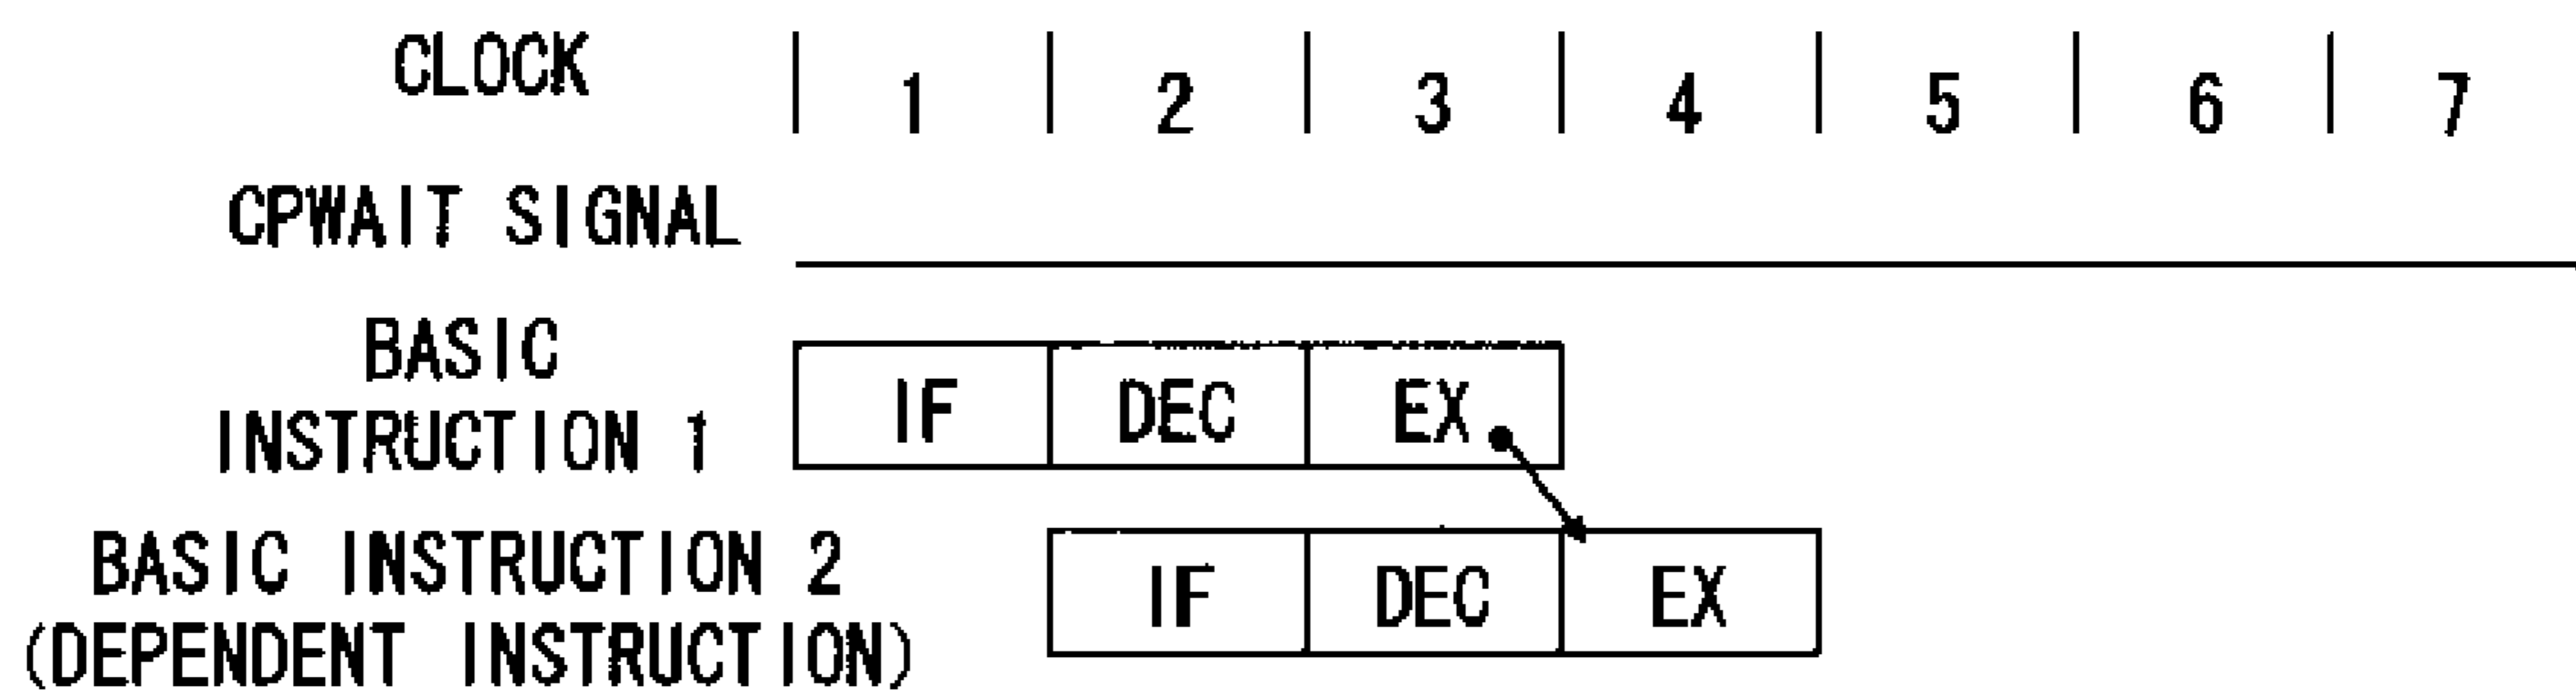 CLOCK 1 2 3 4 5 6 7
CPWAIT SIGNAL
BASIC
INSTRUCTION 1
IF DEC EX
BASIC INSTRUCTION 2
(DEPENDENT INSTRUCTION)
IF DEC EX